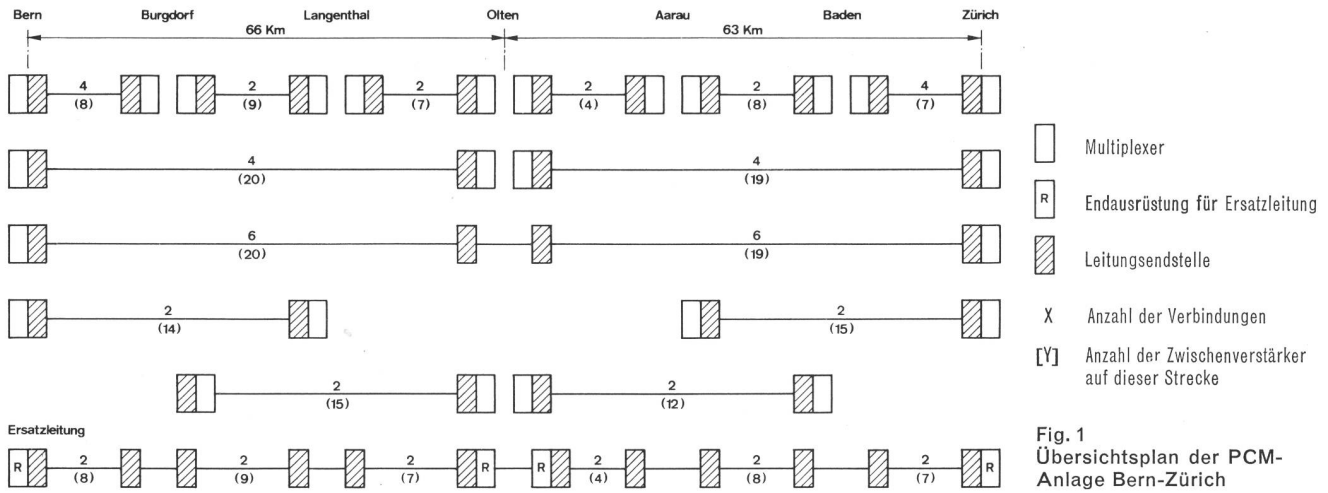 Bern Burgdorf Langenthal Olten Aarau Baden Zürich
66 Km 63 Km
4 2 2 2 2 4
(8) (9) (7) (4) (8) (7)
4 4
(20) (19)
6 6
(20) (19)
2 2
(14) (15)
2 2
(15) (12)
Ersatzleitung
R 2 2 2 R R 2 2 2 R
(8) (9) (7) (4) (8) (7)
Multiplexer
R Endausrüstung für Ersatzleitung
Leitungsendstelle
X Anzahl der Verbindungen
[Y] Anzahl der Zwischenverstärker
auf dieser Strecke
Fig. 1
Übersichtsplan der PCM-
Anlage Bern-Zürich